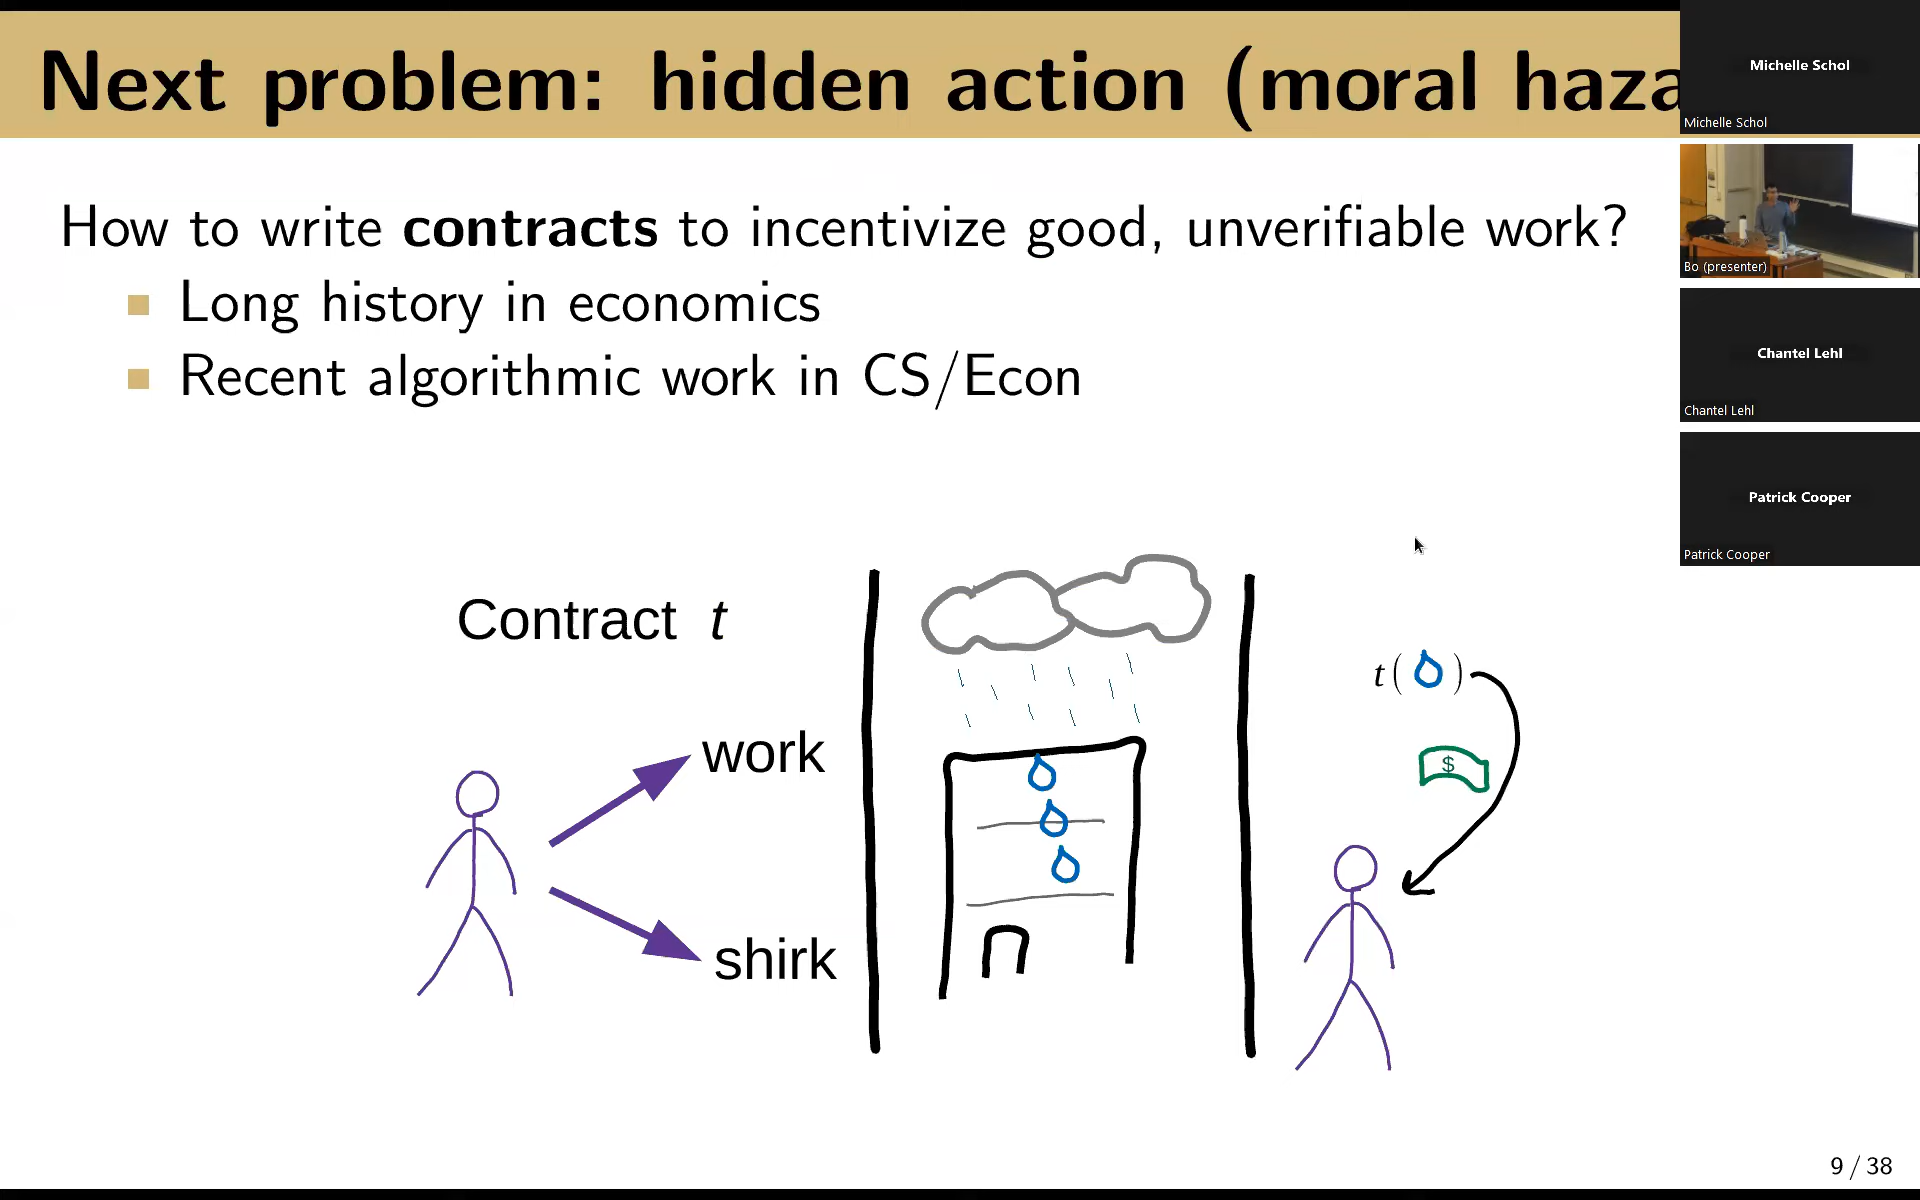 Next problem: hidden action (moral haza
How to write contracts to incentivize good, unverifiable work?
Long history in economics
Recent algorithmic work in CS/Econ
Contract t
work
shirk
t( )
$
9 / 38
Michelle Schol
Michelle Schol
Bo (presenter)
Chantel Lehl
Chantel Lehl
Patrick Cooper
Patrick Cooper